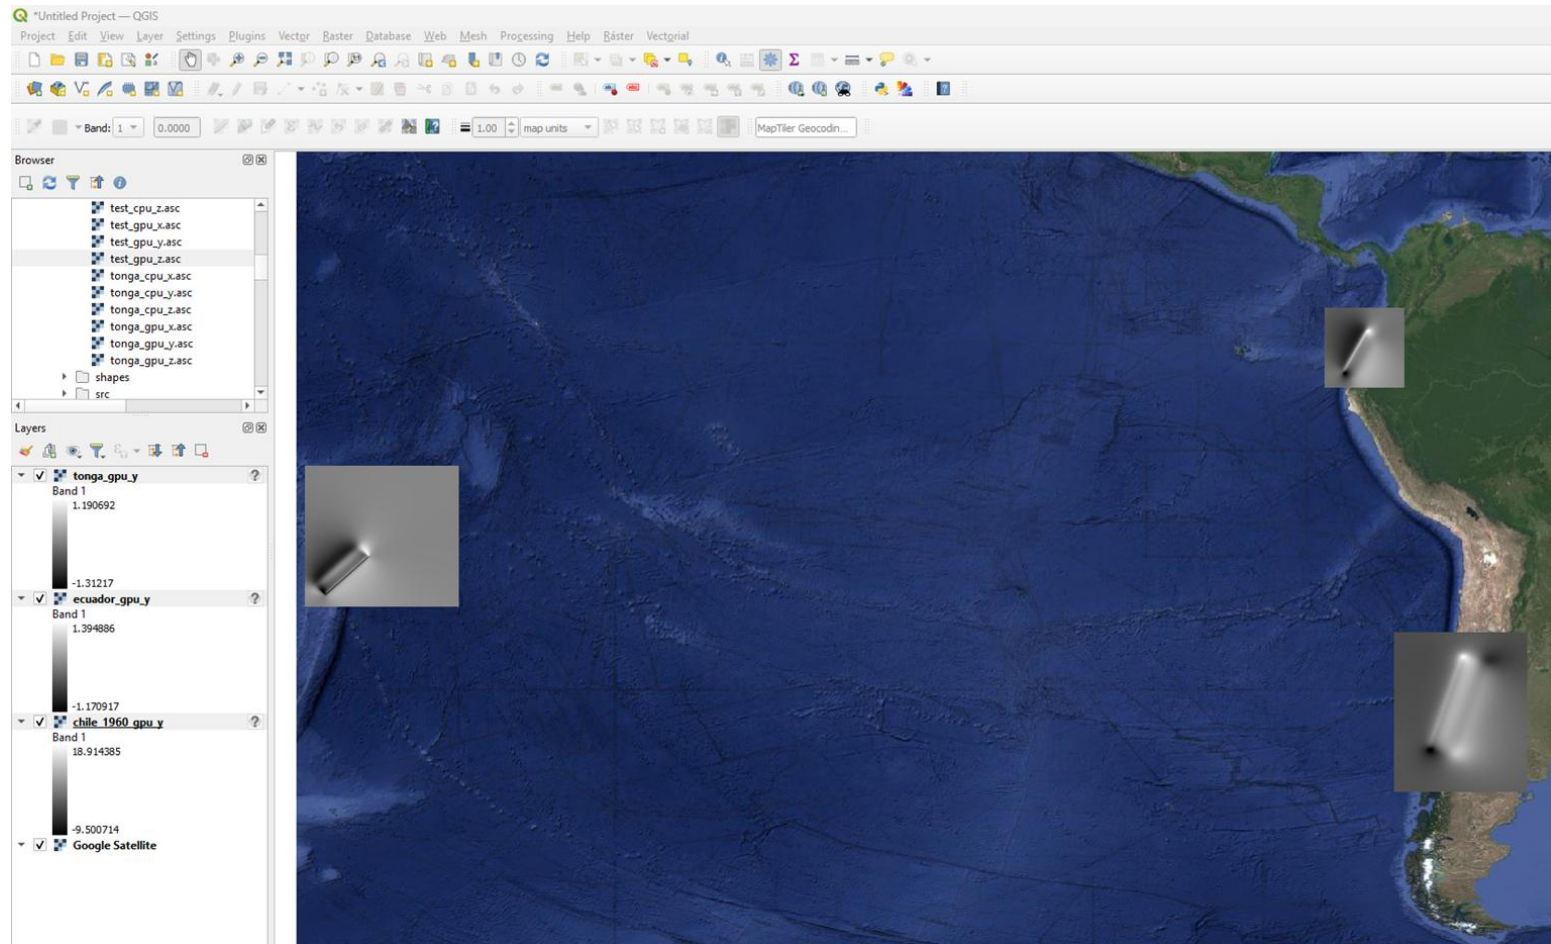 *Untitled Project — QGIS
Project Edit View Layer Settings Plugins Vector Raster Database Web Mesh Processing Help Ráster Vectorial
Band: 1 0.0000 1.00 map units MapTiler Geocodin...
Browser
test_cpu_z.asc
test_gpu_x.asc
test_gpu_y.asc
test_gpu_z.asc
tonga_cpu_x.asc
tonga_cpu_y.asc
tonga_cpu_z.asc
tonga_gpu_x.asc
tonga_gpu_y.asc
tonga_gpu_z.asc
shapes
src
Layers
tonga_gpu_y
Band 1
1.190692
-1.31217
ecuador_gpu_y
Band 1
1.394886
-1.170917
chile_1960_gpu_y
Band 1
18.914385
-9.500714
Google Satellite